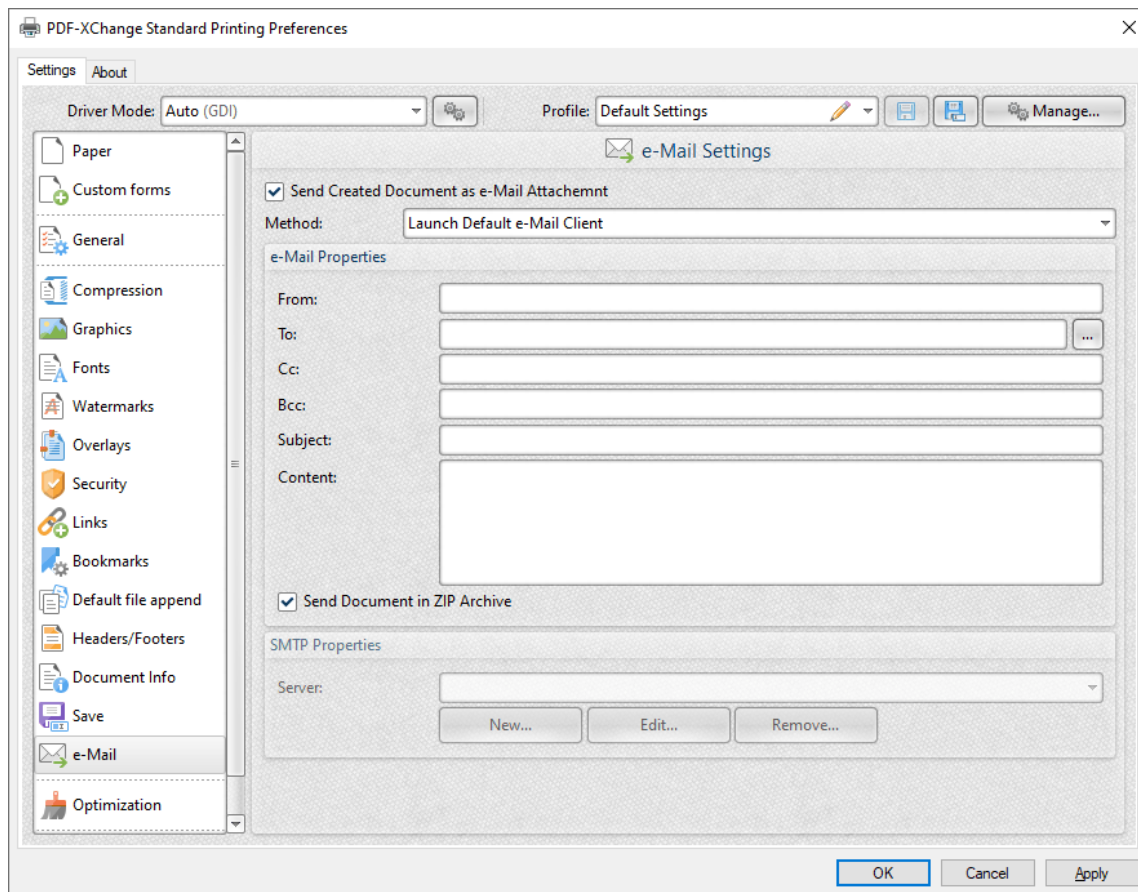 PDF-XChange Standard Printing Preferences
Settings About
Driver Mode: Auto (GDI) Profile: Default Settings Manage...
Paper
Custom forms
General
Compression
Graphics
Fonts
Watermarks
Overlays
Security
Links
Bookmarks
Default file append
Headers/Footers
Document Info
Save
e-Mail
Optimization
e-Mail Settings
Send Created Document as e-Mail Attachemnt
Method: Launch Default e-Mail Client
e-Mail Properties
From:
To: ...
Cc:
Bcc:
Subject:
Content:
Send Document in ZIP Archive
SMTP Properties
Server:
New... Edit... Remove...
OK Cancel Apply